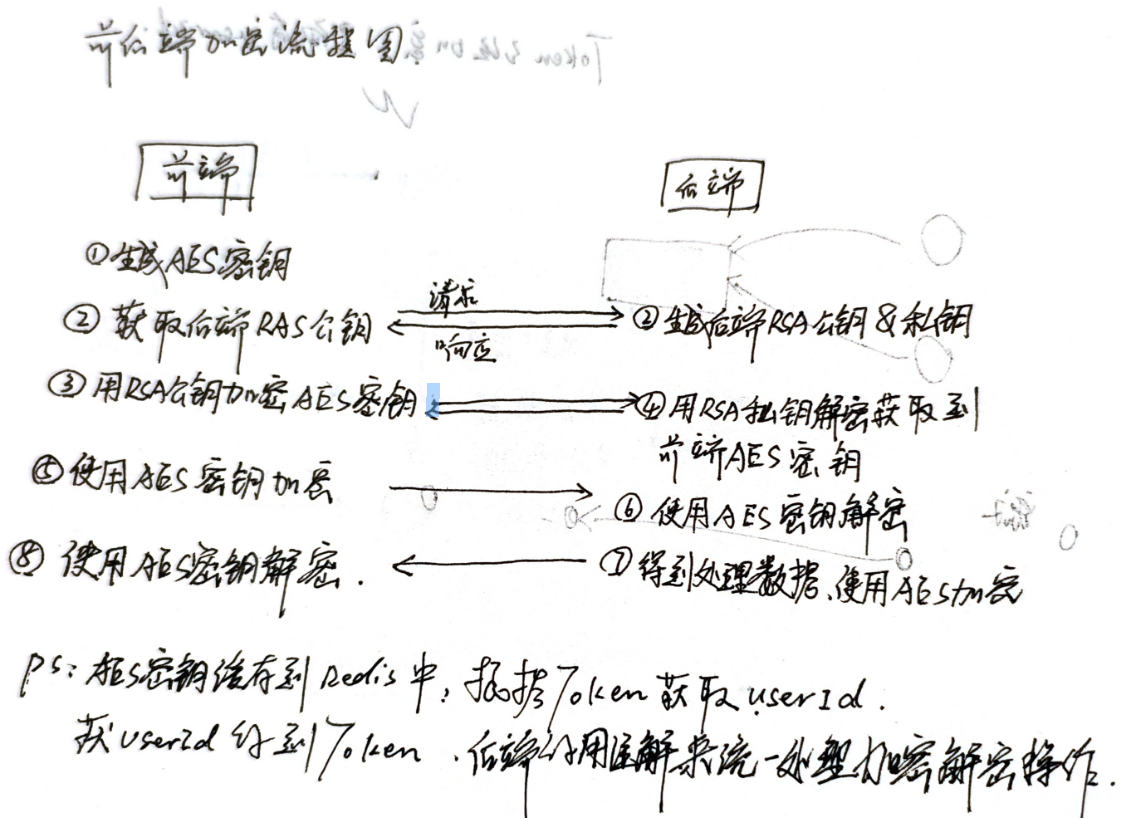 前后端加密流程图
前端
后端
①生成AES密钥
②获取后端RAS公钥
请求
响应
②生成后端RSA公钥&私钥
③用RSA公钥加密AES密钥
④用RSA私钥解密获取到
前端AES密钥
⑤使用AES密钥加密
⑥使用AES密钥解密
⑦得到处理数据、使用AES加密
⑧使用AES密钥解密.
ps: AES密钥缓存到Redis中, 根据Token获取userId.
获userId 得到Token、后端 用注解来统一处理加密解密操作.